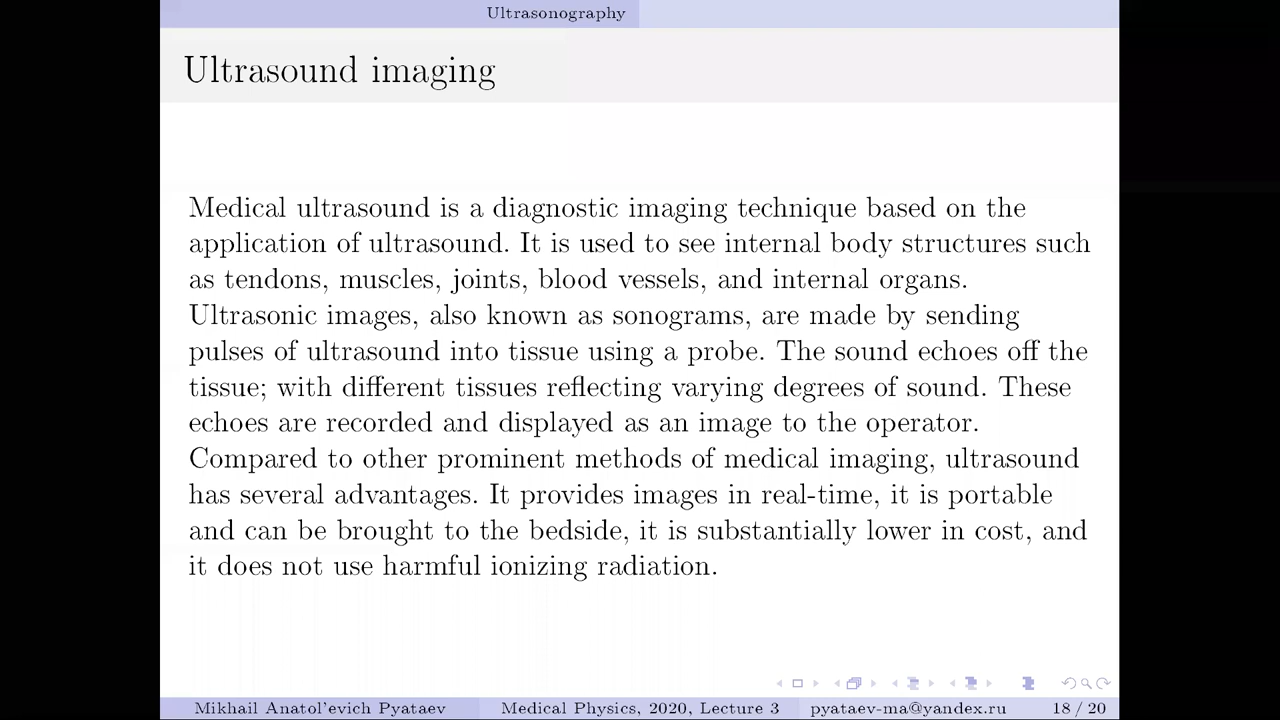 Ultrasonography
Ultrasound imaging
Medical ultrasound is a diagnostic imaging technique based on the
application of ultrasound. It is used to see internal body structures such
as tendons, muscles, joints, blood vessels, and internal organs.
Ultrasonic images, also known as sonograms, are made by sending
pulses of ultrasound into tissue using a probe. The sound echoes off the
tissue; with different tissues reflecting varying degrees of sound. These
echoes are recorded and displayed as an image to the operator.
Compared to other prominent methods of medical imaging, ultrasound
has several advantages. It provides images in real-time, it is portable
and can be brought to the bedside, it is substantially lower in cost, and
it does not use harmful ionizing radiation.
Mikhail Anatol'evich Pyataev Medical Physics, 2020, Lecture 3 pyataev-ma@yandex.ru 18 / 20